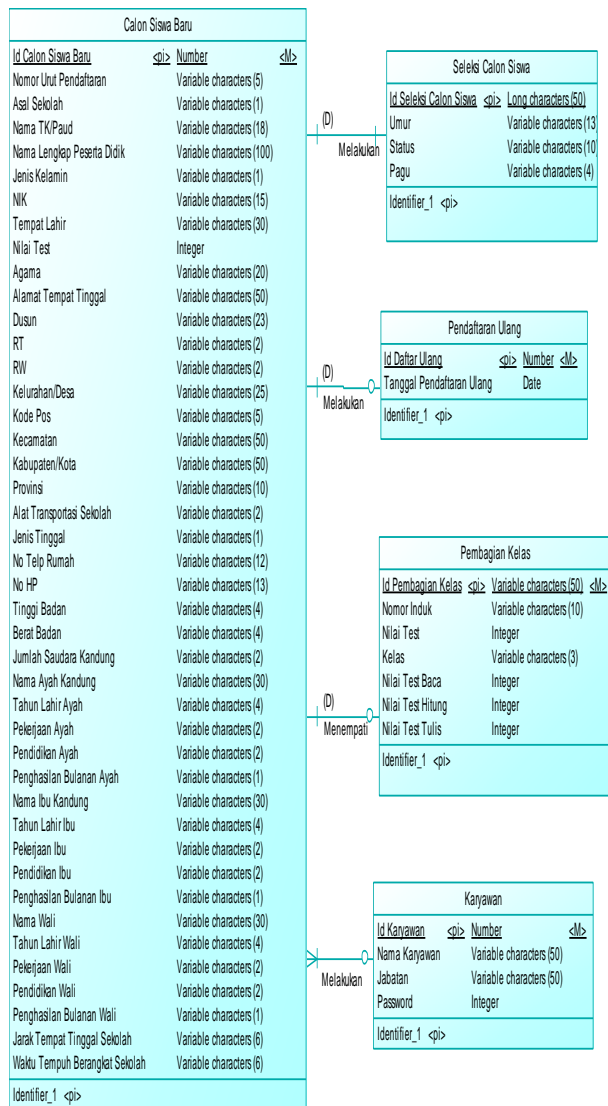 Calon Siswa Baru
Id Calon Siswa Baru <pi> Number <M>
Nomor Urut Pendaftaran Variable characters (5)
Asal Sekolah Variable characters (1)
Nama TK/Paud Variable characters (18)
Nama Lengkap Peserta Didik Variable characters (100)
Jenis Kelamin Variable characters (1)
NIK Variable characters (15)
Tempat Lahir Variable characters (30)
Nilai Test Integer
Agama Variable characters (20)
Alamat Tempat Tinggal Variable characters (50)
Dusun Variable characters (23)
RT Variable characters (2)
RW Variable characters (2)
Kelurahan/Desa Variable characters (25)
Kode Pos Variable characters (5)
Kecamatan Variable characters (50)
Kabupaten/Kota Variable characters (50)
Provinsi Variable characters (10)
Alat Transportasi Sekolah Variable characters (2)
Jenis Tinggal Variable characters (1)
No Telp Rumah Variable characters (12)
No HP Variable characters (13)
Tinggi Badan Variable characters (4)
Berat Badan Variable characters (4)
Jumlah Saudara Kandung Variable characters (2)
Nama Ayah Kandung Variable characters (30)
Tahun Lahir Ayah Variable characters (4)
Pekerjaan Ayah Variable characters (2)
Pendidikan Ayah Variable characters (2)
Penghasilan Bulanan Ayah Variable characters (1)
Nama Ibu Kandung Variable characters (30)
Tahun Lahir Ibu Variable characters (4)
Pekerjaan Ibu Variable characters (2)
Pendidikan Ibu Variable characters (2)
Penghasilan Bulanan Ibu Variable characters (1)
Nama Wali Variable characters (30)
Tahun Lahir Wali Variable characters (4)
Pekerjaan Wali Variable characters (2)
Pendidikan Wali Variable characters (2)
Penghasilan Bulanan Wali Variable characters (1)
Jarak Tempat Tinggal Sekolah Variable characters (6)
Waktu Tempuh Berangkat Sekolah Variable characters (6)
Identifier_1 <pi>
(D)
Melakukan
Seleksi Calon Siswa
Id Seleksi Calon Siswa <pi> Long characters (50)
Umur Variable characters (13)
Status Variable characters (10)
Pagu Variable characters (4)
Identifier_1 <pi>
(D)
Melakukan
Pendaftaran Ulang
Id Daftar Ulang <pi> Number <M>
Tanggal Pendaftaran Ulang Date
Identifier_1 <pi>
(D)
Menempati
Pembagian Kelas
Id Pembagian Kelas <pi> Variable characters (50) <M>
Nomor Induk Variable characters (10)
Nilai Test Integer
Kelas Variable characters (3)
Nilai Test Baca Integer
Nilai Test Hitung Integer
Nilai Test Tulis Integer
Identifier_1 <pi>
Melakukan
Karyawan
Id Karyawan <pi> Number <M>
Nama Karyawan Variable characters (50)
Jabatan Variable characters (50)
Password Integer
Identifier_1 <pi>